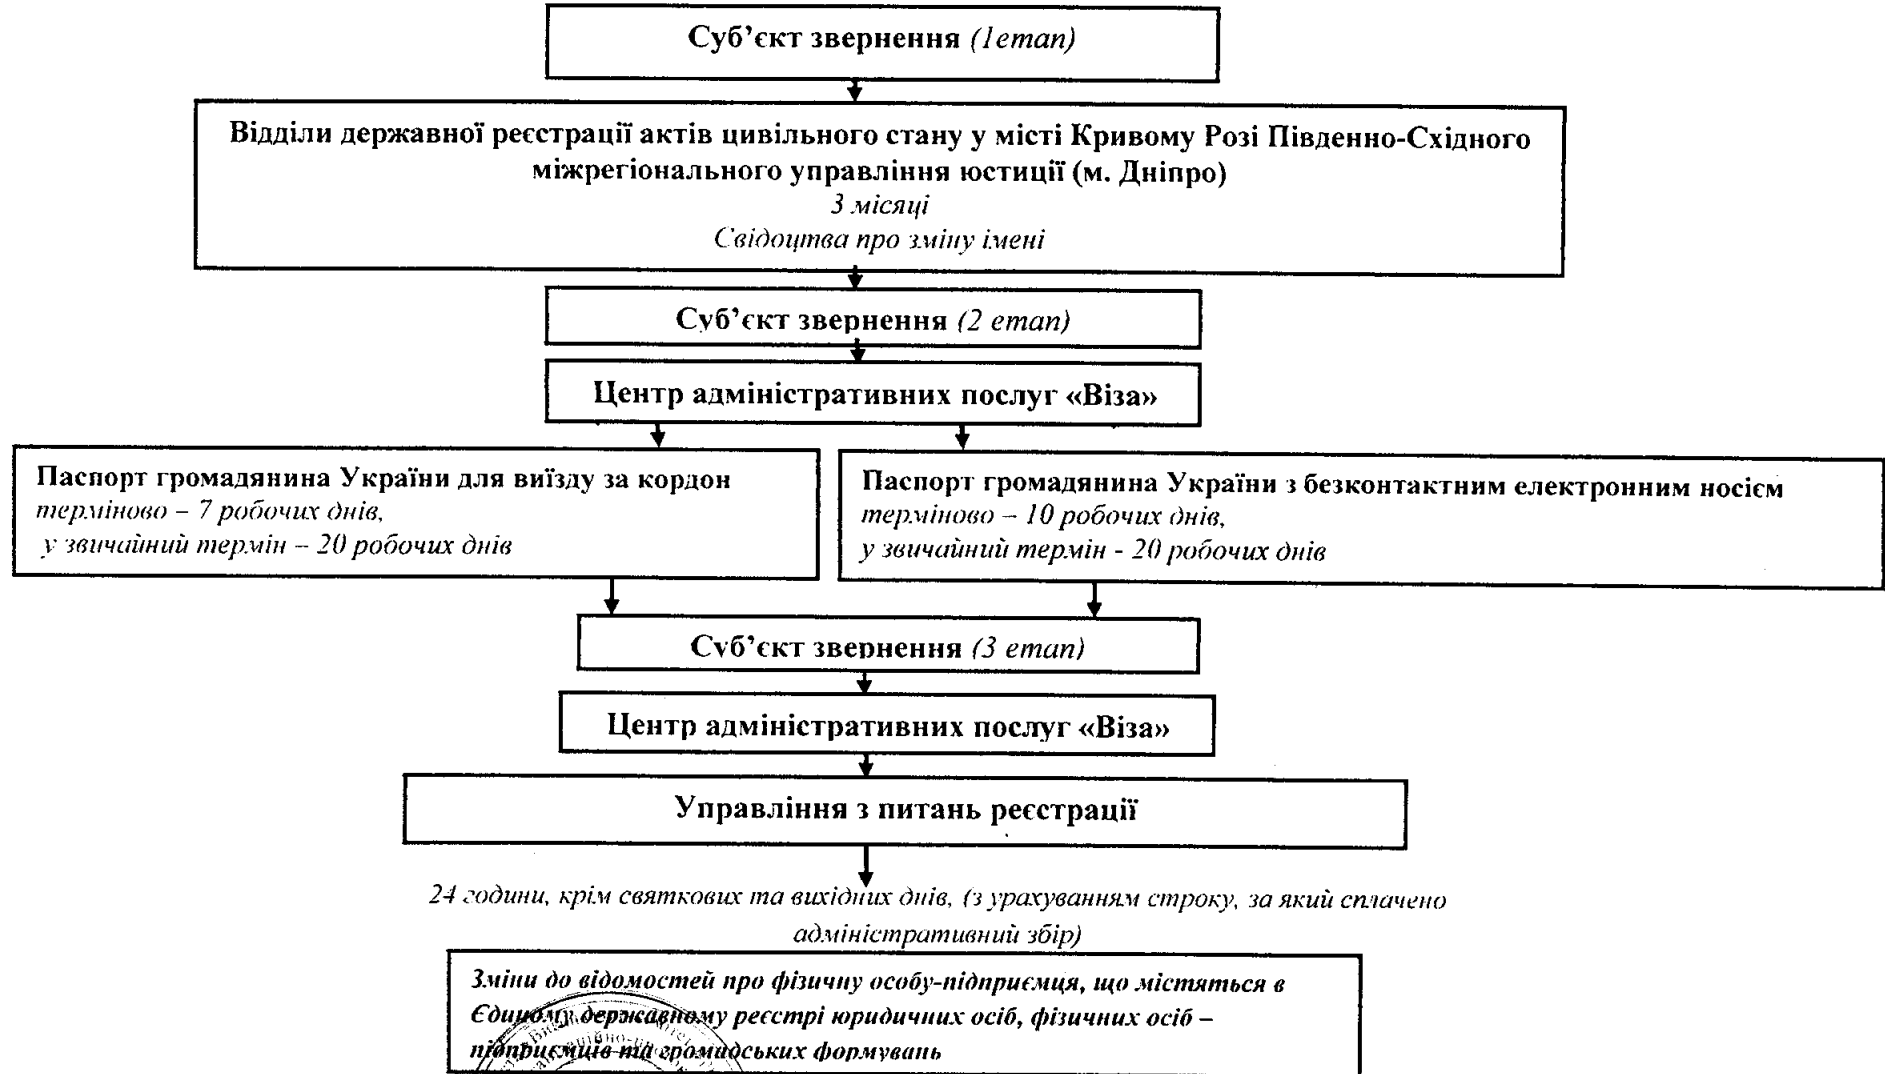 Суб’єкт звернення (1етап)
Відділи державної реєстрації актів цивільного стану у місті Кривому Розі Південно-Східного
міжрегіонального управління юстиції (м. Дніпро)
3 місяці
Свідоцтва про зміну імені
Суб’єкт звернення (2 етап)
Центр адміністративних послуг «Віза»
Паспорт громадянина України для виїзду за кордон
терміново – 7 робочих днів,
у звичайний термін – 20 робочих днів
Паспорт громадянина України з безконтактним електронним носієм
терміново – 10 робочих днів,
у звичайний термін - 20 робочих днів
Суб’єкт звернення (3 етап)
Центр адміністративних послуг «Віза»
Управління з питань реєстрації
24 години, крім святкових та вихідних днів, (з урахуванням строку, за який сплачено
адміністративний збір)
Зміни до відомостей про фізичну особу-підприємця, що містяться в
Єдиному державному реєстрі юридичних осіб, фізичних осіб –
підприємців та громадських формувань